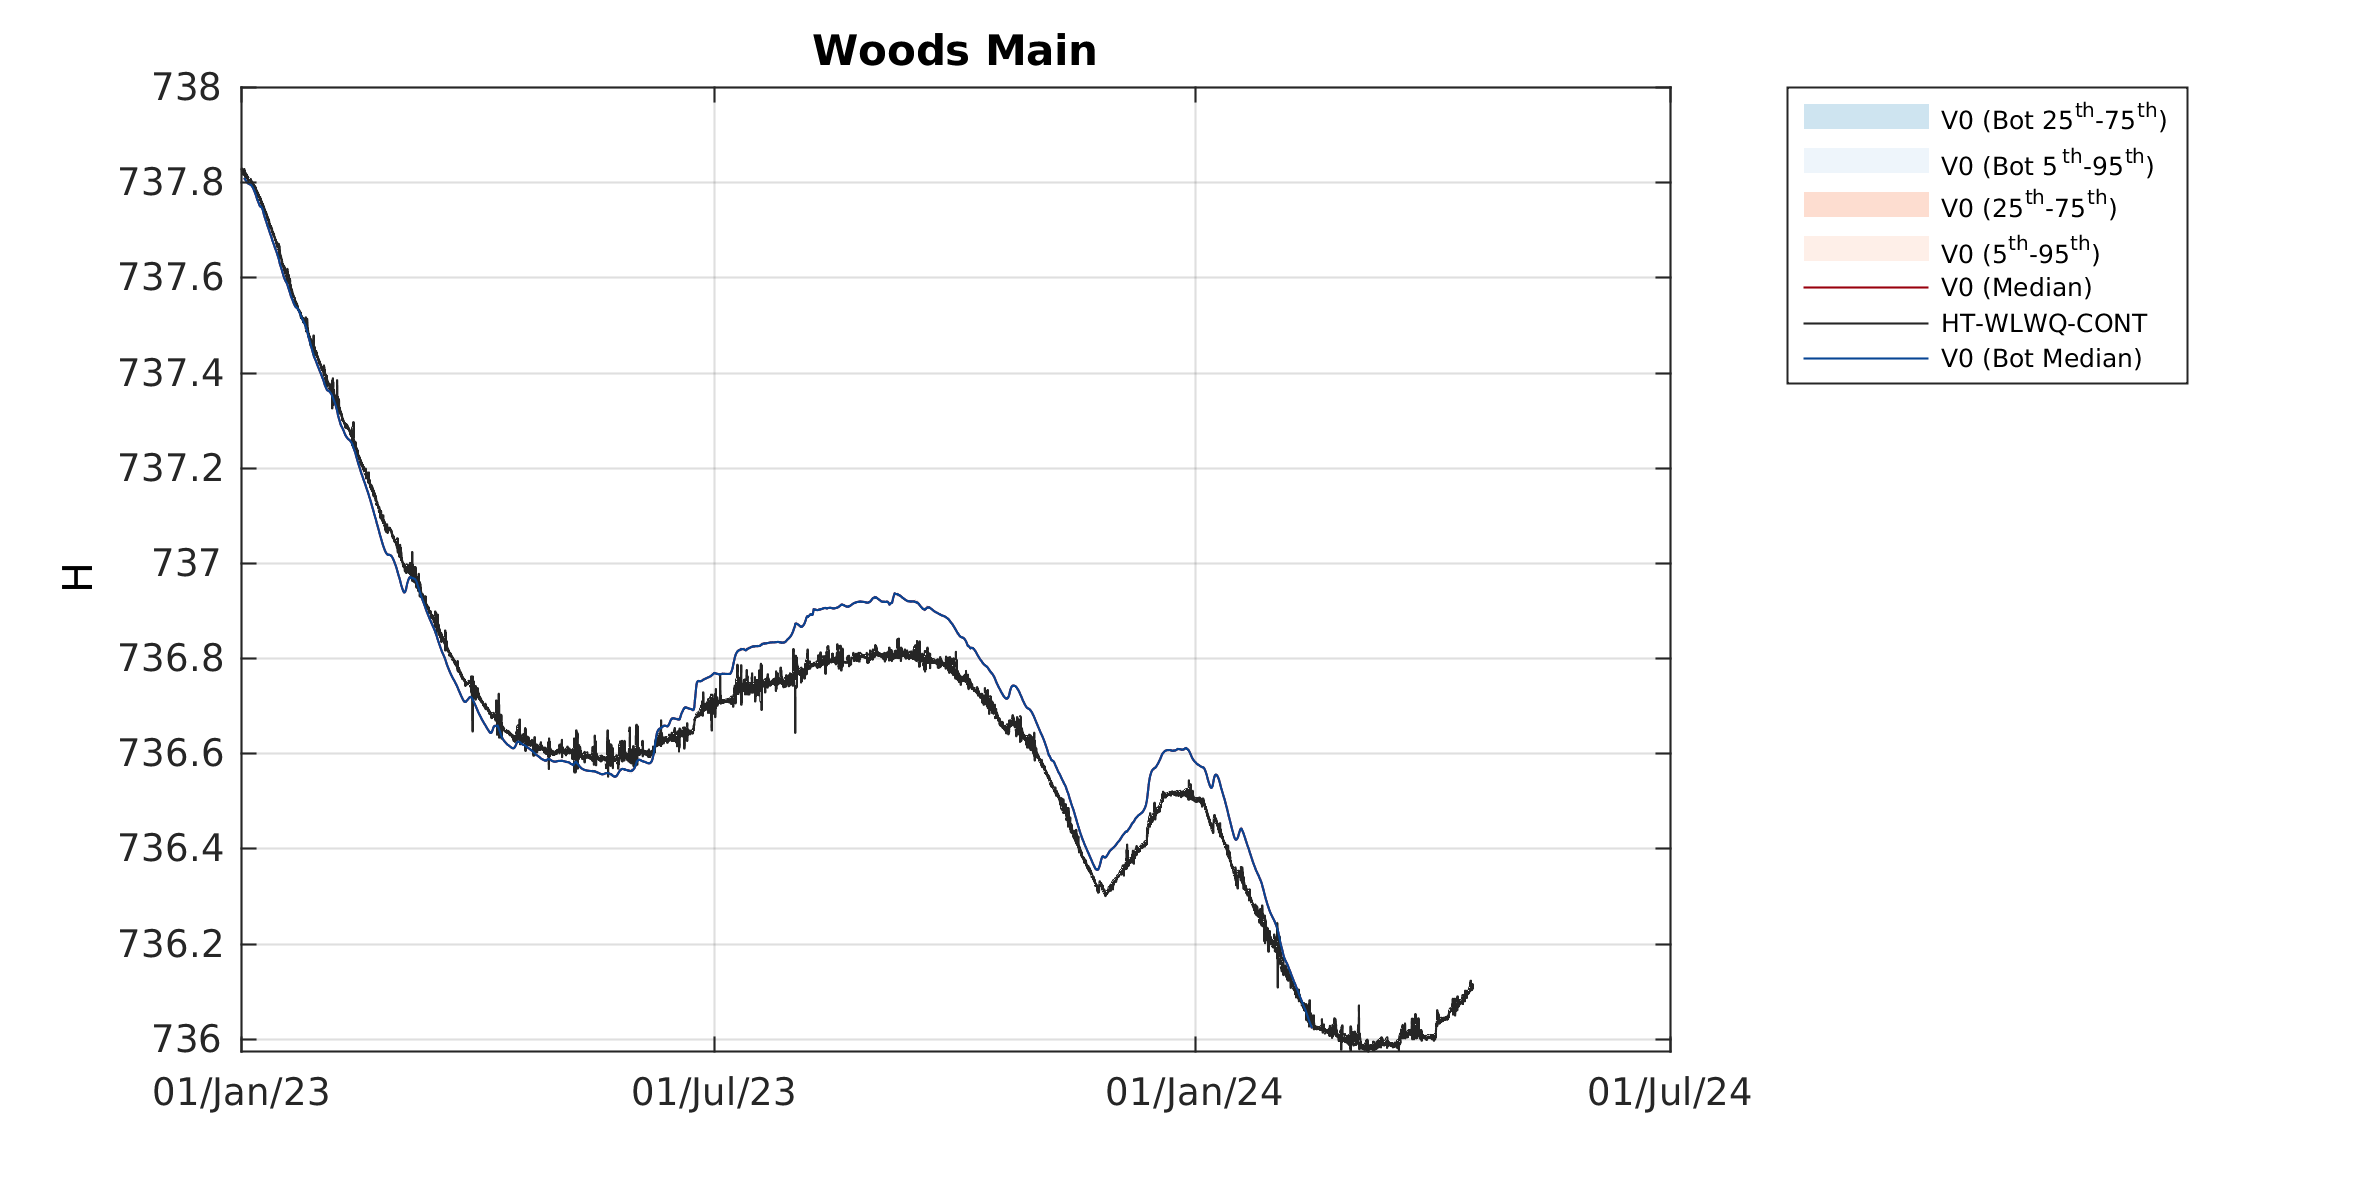 Woods Main
738
737.8
737.6
737.4
737.2
737
736.8
736.6
736.4
736.2
736
H
01/Jan/23
01/Jul/23
01/Jan/24
01/Jul/24
V0 (Bot 25th-75th)
V0 (Bot 5th-95th)
V0 (25th-75th)
V0 (5th-95th)
V0 (Median)
HT-WLWQ-CONT
V0 (Bot Median)